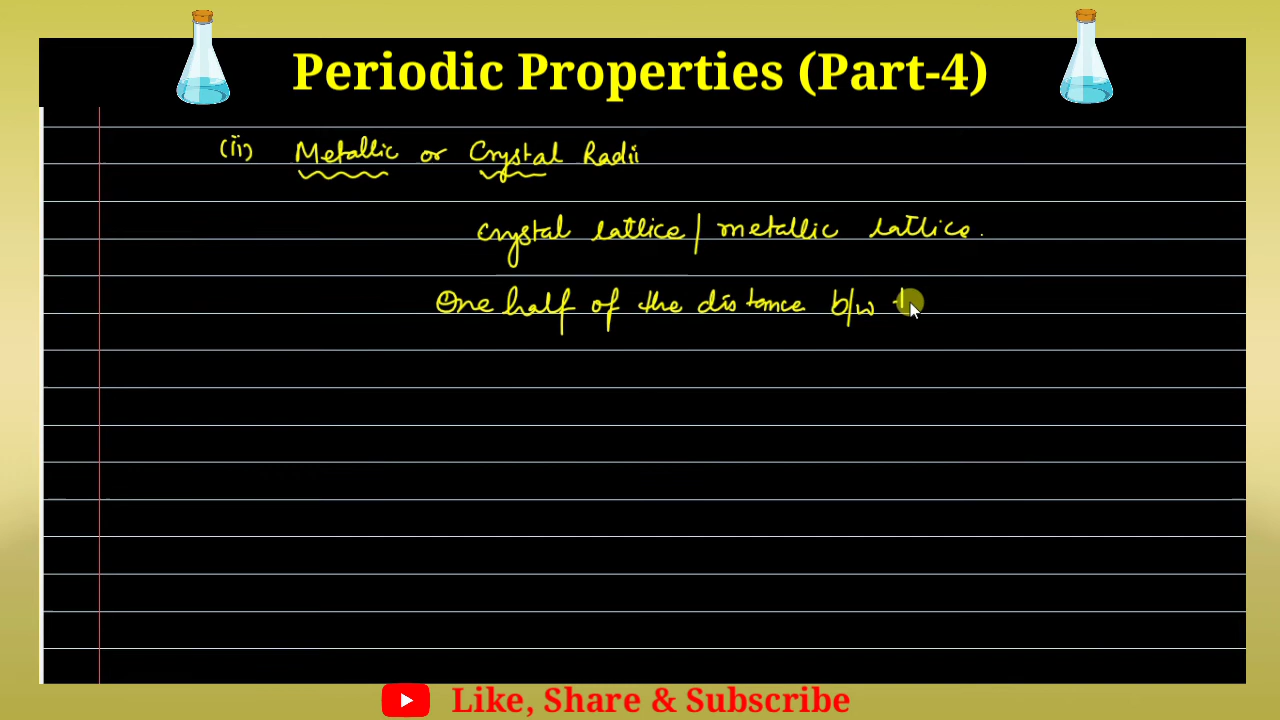 Periodic Properties (Part-4)
(ii) Metallic or Crystal Radii
crystal lattice / metallic lattice.
One half of the distance b/w
Like, Share & Subscribe